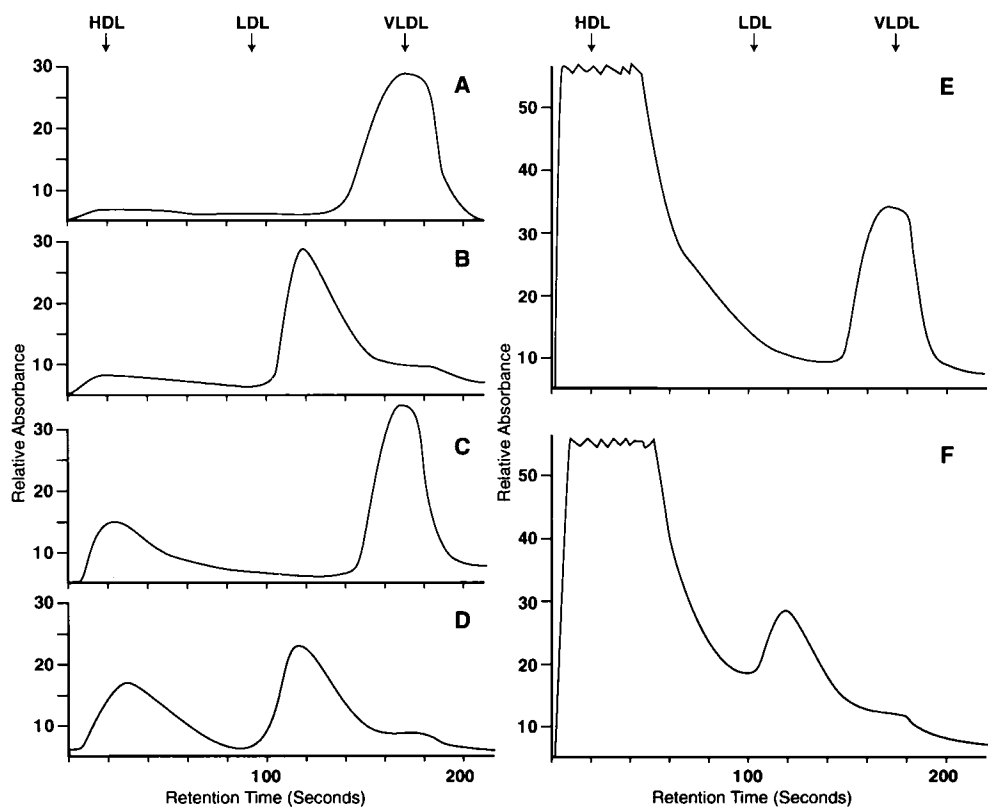 HDL LDL VLDL HDL LDL VLDL
A
30
20
10
B
30
20
10
C
30
20
10
D
30
20
10
100 200
Relative Absorbance
Retention Time (Seconds)
E
50
40
30
20
10
F
50
40
30
20
10
100 200
Relative Absorbance
Retention Time (Seconds)